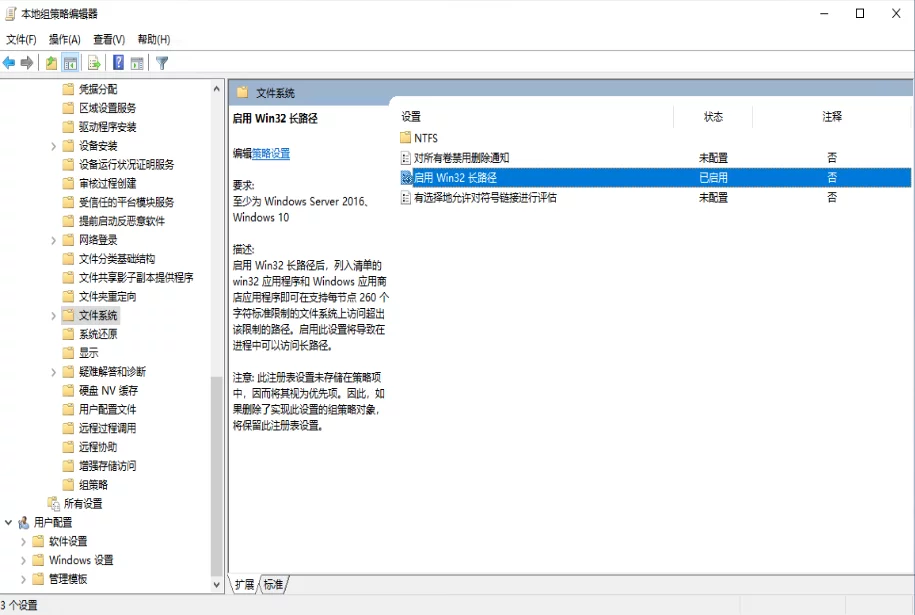 本地组策略编辑器
文件(F) 操作(A) 查看(V) 帮助(H)
凭据分配
区域设置服务
驱动程序安装
设备安装
设备运行状况证明服务
审核过程创建
受信任的平台模块服务
提前启动反恶意软件
网络登录
文件分类基础结构
文件共享影子副本提供程序
文件夹重定向
文件系统
系统还原
显示
疑难解答和诊断
硬盘 NV 缓存
用户配置文件
远程过程调用
远程协助
增强存储访问
组策略
所有设置
用户配置
软件设置
Windows 设置
管理模板
文件系统
启用 Win32 长路径
编辑策略设置
要求:
至少为 Windows Server 2016、
Windows 10
描述:
启用 Win32 长路径后，列入清单的
win32 应用程序和 Windows 应用商
店应用程序即可在支持每节点 260 个
字符标准限制的文件系统上访问超出
该限制的路径。启用此设置将导致在
进程中可以访问长路径。
注意: 此注册表设置未存储在策略项
中，因而将其视为优先项。因此，如
果删除了实现此设置的组策略对象，
将保留此注册表设置。
设置 状态 注释
NTFS
对所有卷禁用删除通知 未配置 否
启用 Win32 长路径 已启用 否
有选择地允许对符号链接进行评估 未配置 否
扩展 标准
3 个设置